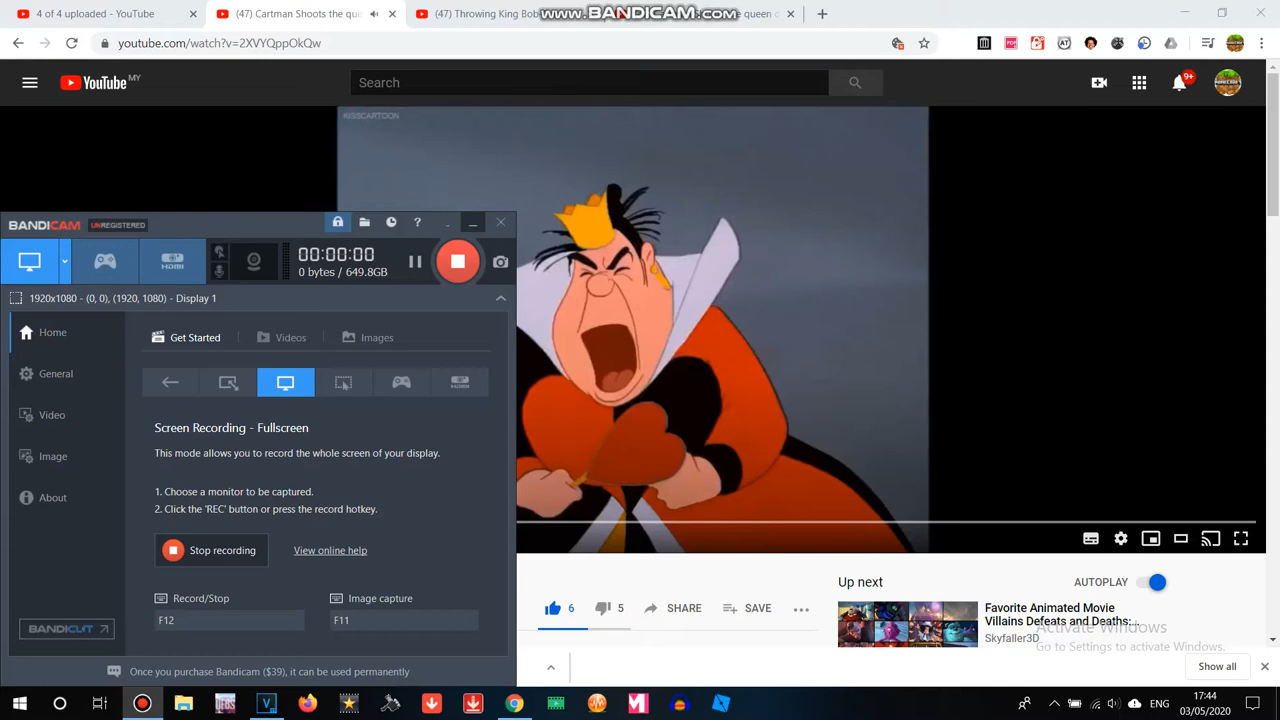 www.BANDICAM.com
4 of 4 uploaded - YouTube
(47) Cartman Shoots the que
(47) Throwing King Bob
e queen o
youtube.com/watch?v=2XVYQppOkQw
YouTube MY
Search
9+
KISSCARTOON
BANDICAM UNREGISTERED
HDMI
00:00:00
0 bytes / 649.8GB
1920x1080 - (0, 0), (1920, 1080) - Display 1
Home
General
Video
Image
About
Get Started
Videos
Images
Screen Recording - Fullscreen
This mode allows you to record the whole screen of your display.
1. Choose a monitor to be captured.
2. Click the 'REC' button or press the record hotkey.
Stop recording
View online help
Record/Stop
Image capture
F12
F11
BANDICUT
Once you purchase Bandicam ($39), it can be used permanently
6
5
SHARE
SAVE
Up next
AUTOPLAY
Favorite Animated Movie
Villains Defeats and Deaths:...
Skyfaller3D
Activate Windows
Go to Settings to activate Windows.
Show all
ENG
17:44
03/05/2020